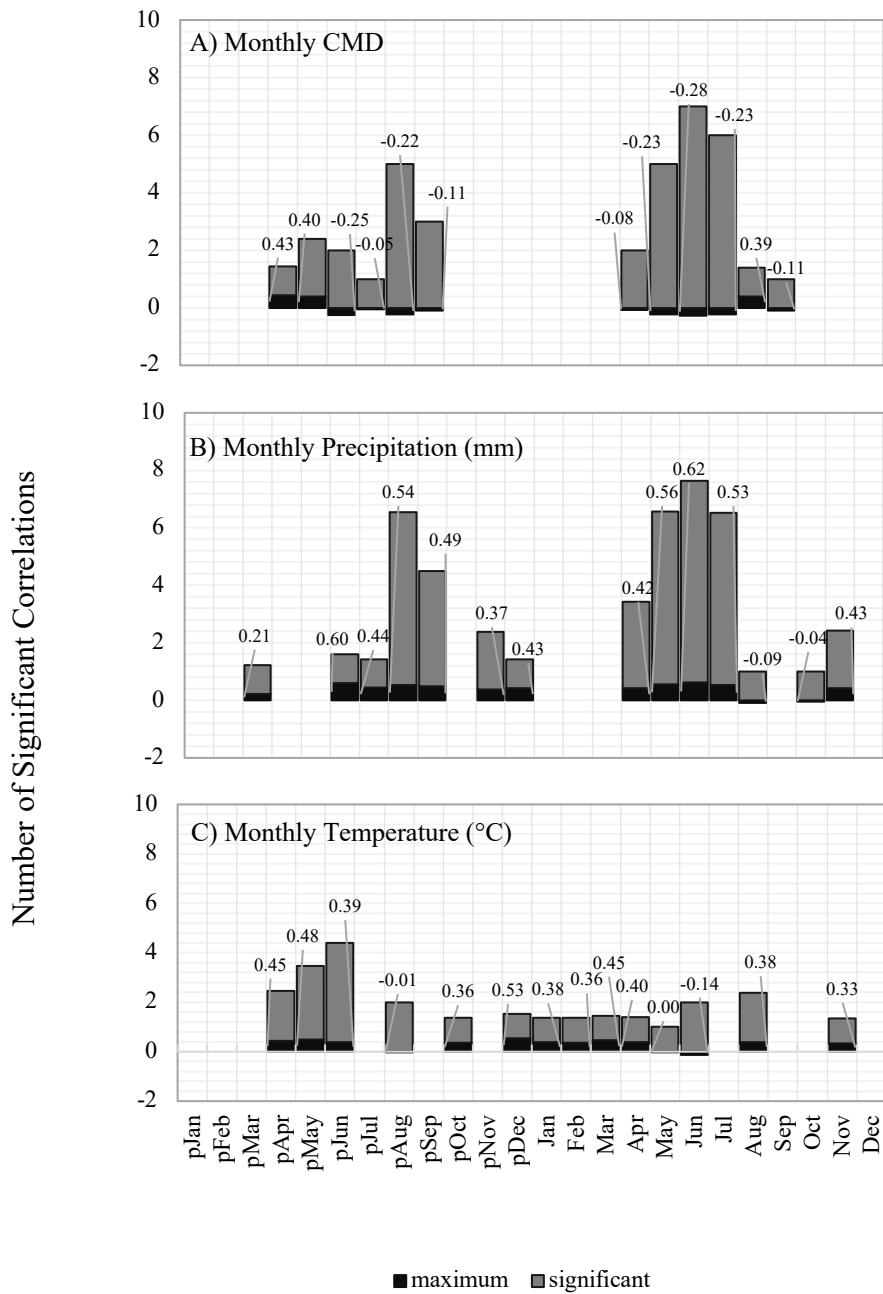 Number of Significant Correlations
A) Monthly CMD
10
8
6
4
2
0
-2
0.43
0.40
-0.25
-0.05
-0.22
-0.11
-0.08
-0.23
-0.28
-0.23
0.39
-0.11
B) Monthly Precipitation (mm)
10
8
6
4
2
0
-2
0.21
0.60
0.44
0.54
0.49
0.37
0.43
0.42
0.56
0.62
0.53
-0.09
-0.04
0.43
C) Monthly Temperature (°C)
10
8
6
4
2
0
-2
0.45
0.48
0.39
-0.01
0.36
0.53
0.38
0.36
0.45
0.40
0.00
-0.14
0.38
0.33
pJan
pFeb
pMar
pApr
pMay
pJun
pJul
pAug
pSep
pOct
pNov
pDec
Jan
Feb
Mar
Apr
May
Jun
Jul
Aug
Sep
Oct
Nov
Dec
maximum
significant